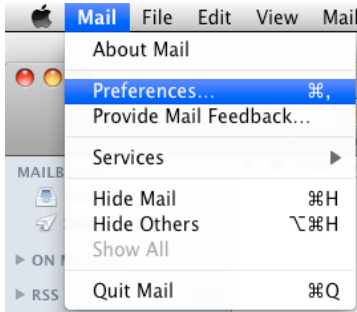 Mail File Edit View Mail
About Mail
Preferences... ⌘,
Provide Mail Feedback...
Services
Hide Mail ⌘H
Hide Others ⌥⌘H
Show All
Quit Mail ⌘Q
MAILB
ON M
RSS